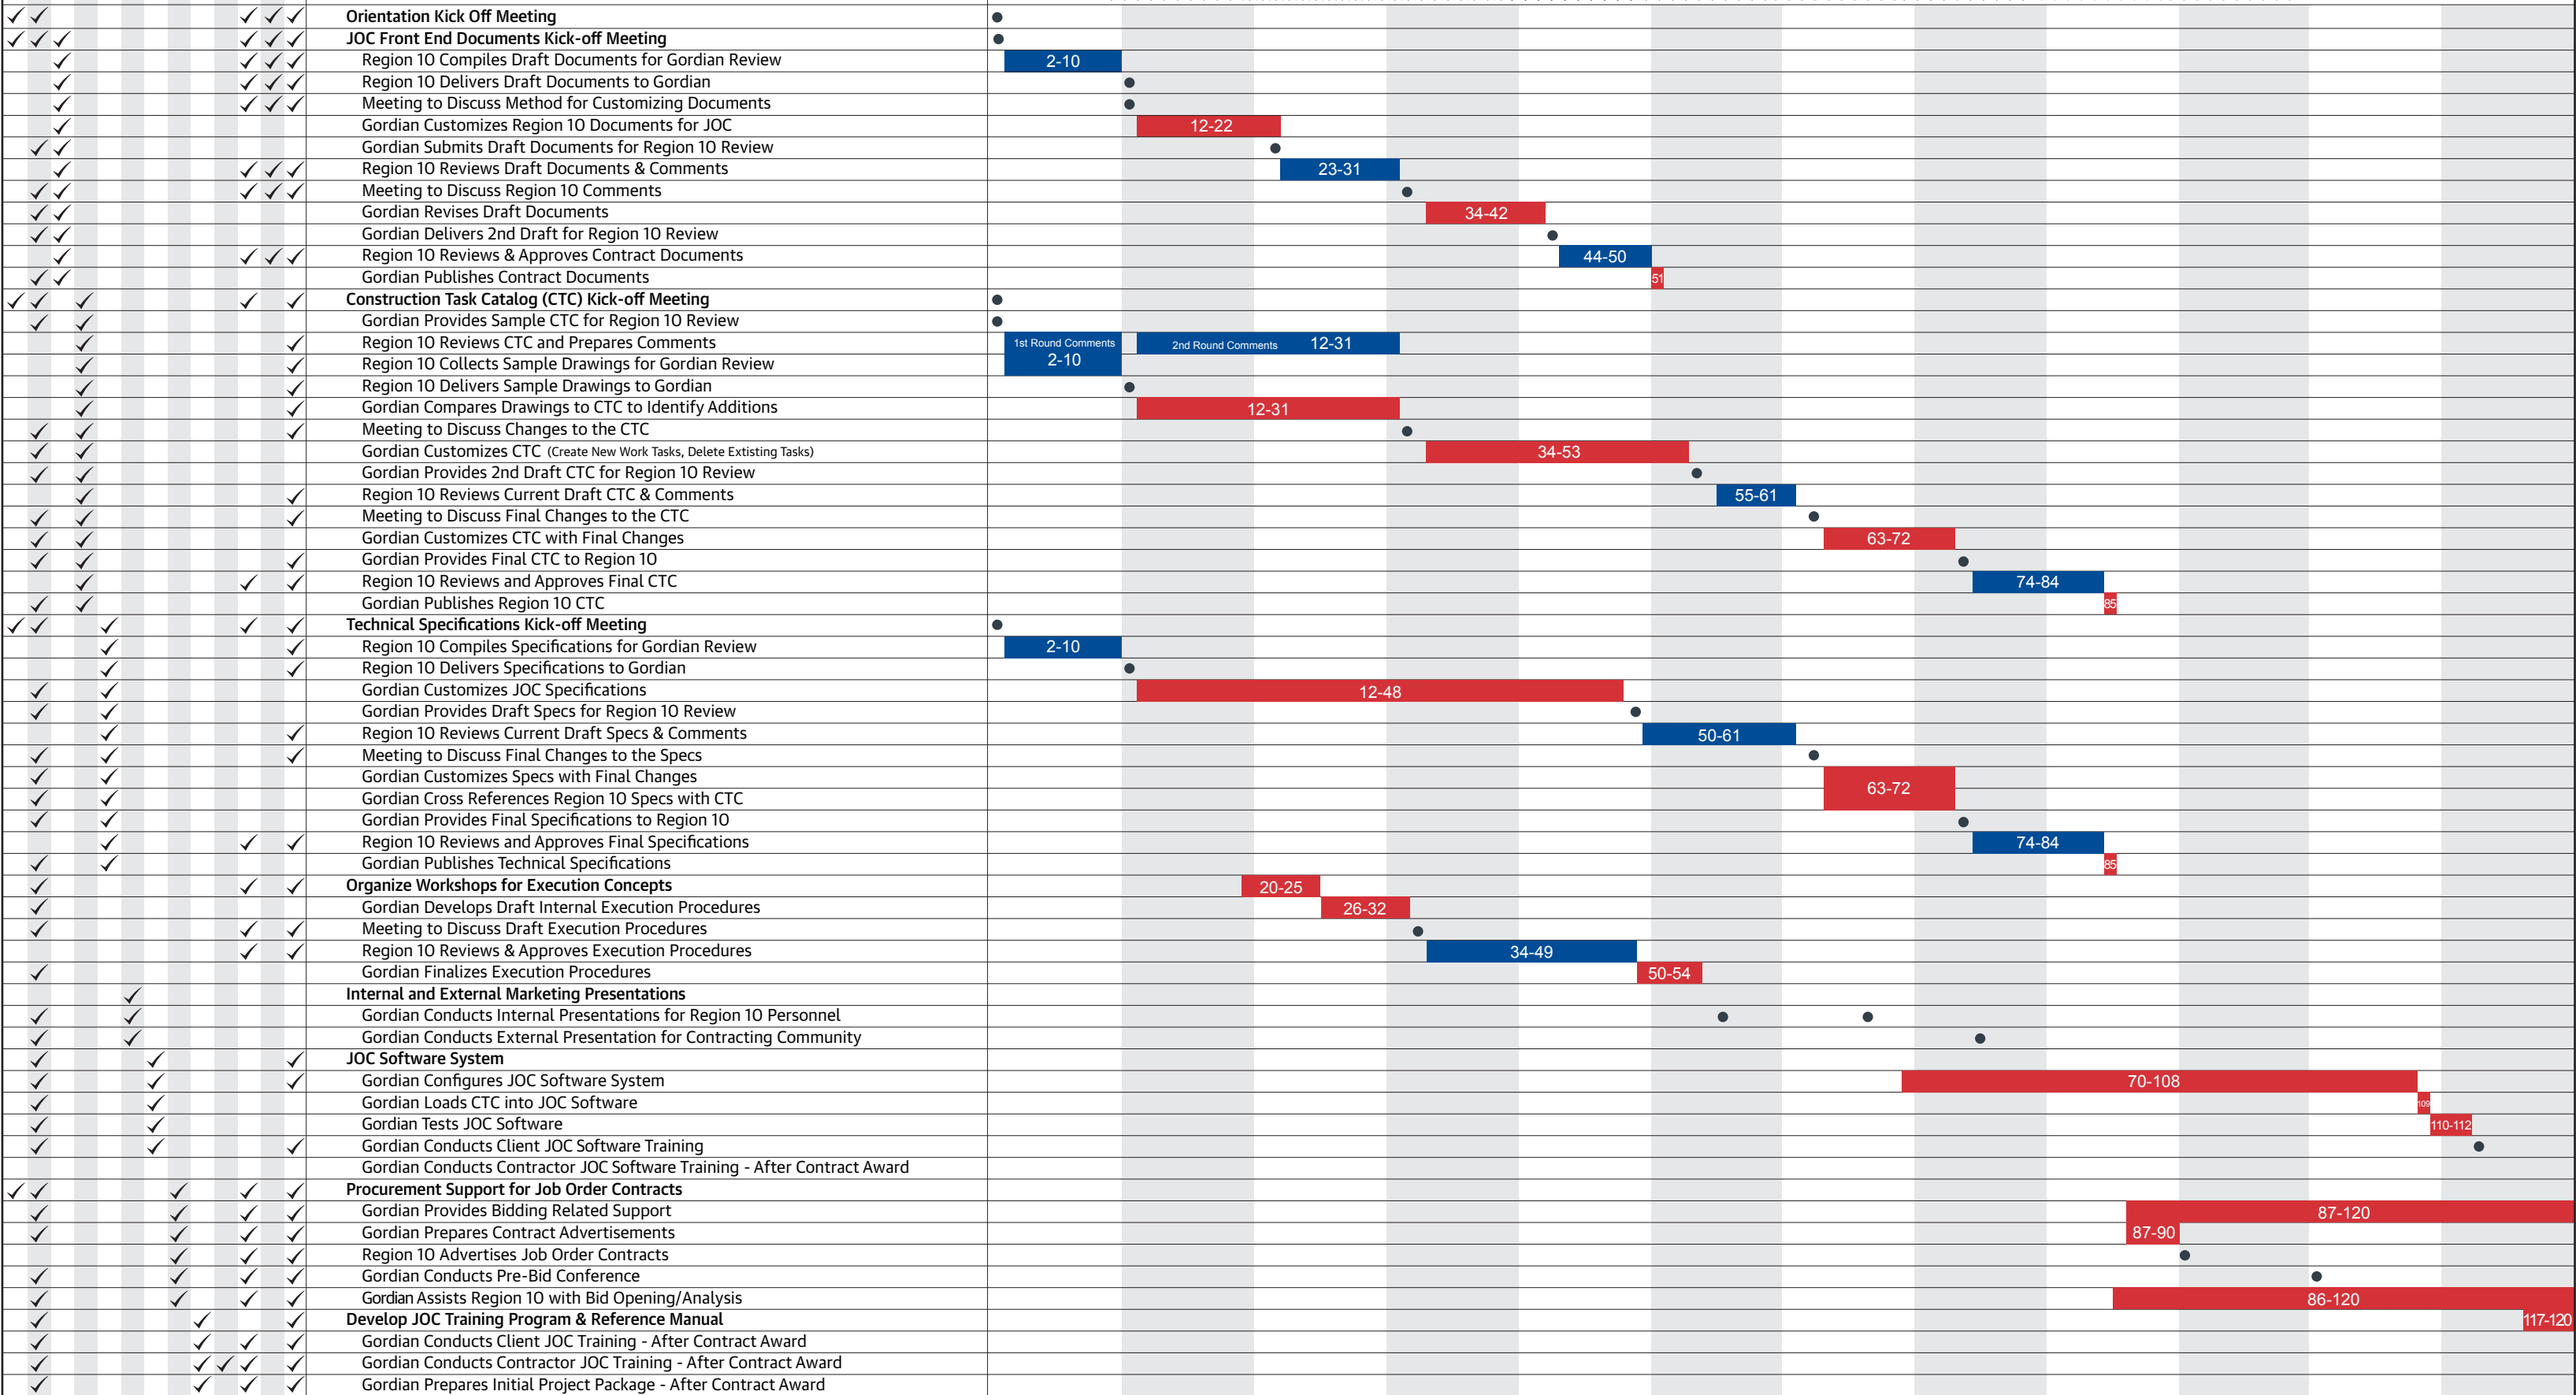 Orientation Kick Off Meeting
JOC Front End Documents Kick-off Meeting
Region 10 Compiles Draft Documents for Gordian Review 2-10
Region 10 Delivers Draft Documents to Gordian
Meeting to Discuss Method for Customizing Documents
Gordian Customizes Region 10 Documents for JOC 12-22
Gordian Submits Draft Documents for Region 10 Review
Region 10 Reviews Draft Documents & Comments 23-31
Meeting to Discuss Region 10 Comments
Gordian Revises Draft Documents 34-42
Gordian Delivers 2nd Draft for Region 10 Review
Region 10 Reviews & Approves Contract Documents 44-50
Gordian Publishes Contract Documents 51
Construction Task Catalog (CTC) Kick-off Meeting
Gordian Provides Sample CTC for Region 10 Review
Region 10 Reviews CTC and Prepares Comments 1st Round Comments 2nd Round Comments 12-31
Region 10 Collects Sample Drawings for Gordian Review 2-10
Region 10 Delivers Sample Drawings to Gordian
Gordian Compares Drawings to CTC to Identify Additions 12-31
Meeting to Discuss Changes to the CTC
Gordian Customizes CTC (Create New Work Tasks, Delete Extisting Tasks) 34-53
Gordian Provides 2nd Draft CTC for Region 10 Review
Region 10 Reviews Current Draft CTC & Comments 55-61
Meeting to Discuss Final Changes to the CTC
Gordian Customizes CTC with Final Changes 63-72
Gordian Provides Final CTC to Region 10
Region 10 Reviews and Approves Final CTC 74-84
Gordian Publishes Region 10 CTC 85
Technical Specifications Kick-off Meeting
Region 10 Compiles Specifications for Gordian Review 2-10
Region 10 Delivers Specifications to Gordian
Gordian Customizes JOC Specifications 12-48
Gordian Provides Draft Specs for Region 10 Review
Region 10 Reviews Current Draft Specs & Comments 50-61
Meeting to Discuss Final Changes to the Specs
Gordian Customizes Specs with Final Changes
63-72
Gordian Cross References Region 10 Specs with CTC
Gordian Provides Final Specifications to Region 10
Region 10 Reviews and Approves Final Specifications 74-84
Gordian Publishes Technical Specifications 85
Organize Workshops for Execution Concepts 20-25
Gordian Develops Draft Internal Execution Procedures 26-32
Meeting to Discuss Draft Execution Procedures
Region 10 Reviews & Approves Execution Procedures 34-49
Gordian Finalizes Execution Procedures 50-54
Internal and External Marketing Presentations
Gordian Conducts Internal Presentations for Region 10 Personnel
Gordian Conducts External Presentation for Contracting Community
JOC Software System
Gordian Configures JOC Software System 70-108
Gordian Loads CTC into JOC Software 109
Gordian Tests JOC Software 110-112
Gordian Conducts Client JOC Software Training
Gordian Conducts Contractor JOC Software Training - After Contract Award
Procurement Support for Job Order Contracts
Gordian Provides Bidding Related Support 87-120
Gordian Prepares Contract Advertisements 87-90
Region 10 Advertises Job Order Contracts
Gordian Conducts Pre-Bid Conference
Gordian Assists Region 10 with Bid Opening/Analysis 86-120
Develop JOC Training Program & Reference Manual 117-120
Gordian Conducts Client JOC Training - After Contract Award
Gordian Conducts Contractor JOC Training - After Contract Award
Gordian Prepares Initial Project Package - After Contract Award